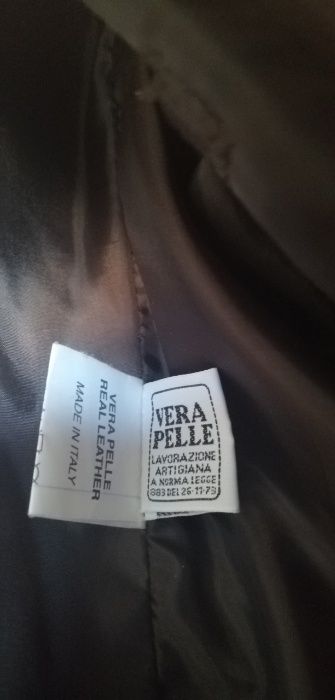 VERA PELLE
REAL LEATHER
MADE IN ITALY
VERA
PELLE
LAVORAZIONE
ARTIGIANA
A NORMA LEGGE
883 DEL 26-11-73